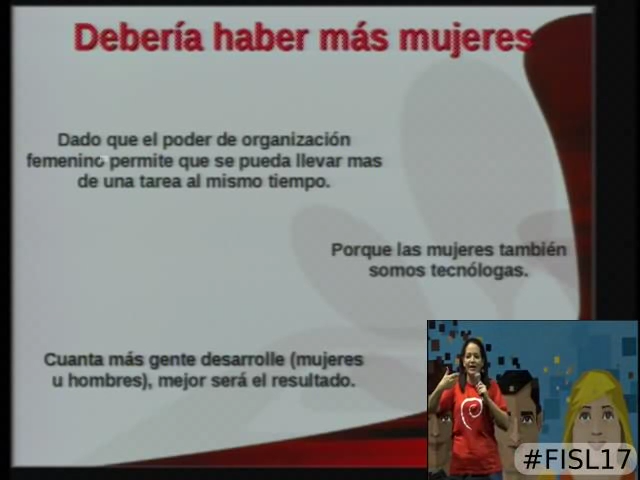 Debería haber más mujeres
Dado que el poder de organización
femenino permite que se pueda llevar mas
de una tarea al mismo tiempo.
Porque las mujeres también
somos tecnólogas.
Cuanta más gente desarrolle (mujeres
u hombres), mejor será el resultado.
#FISL17